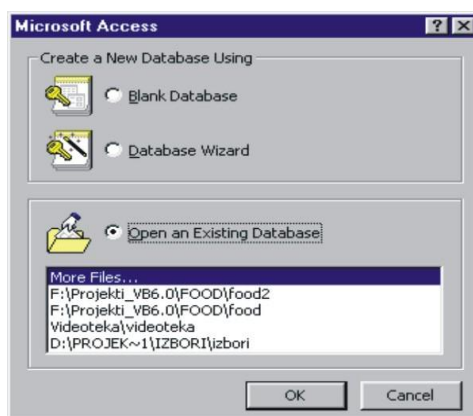 Microsoft Access
Create a New Database Using
Blank Database
Database Wizard
Open an Existing Database
More Files...
F:\Projekti_VB6.0\FOOD\food2
F:\Projekti_VB6.0\FOOD\food
Videoteka\videoteka
D:\PROJEK~1\IZBORI\izbori
OK Cancel